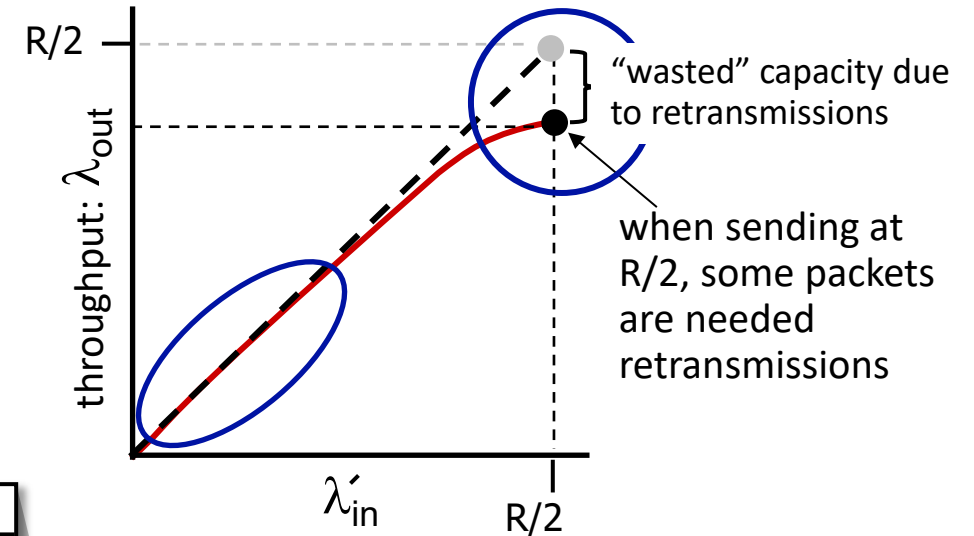 R/2
“wasted” capacity due
to retransmissions
throughput: λout
when sending at
R/2, some packets
are needed
retransmissions
λ′in
R/2